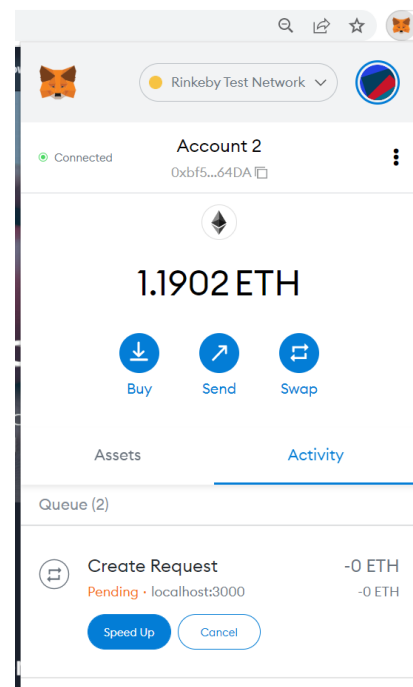 Rinkeby Test Network
Connected
Account 2
0xbf5...64DA
1.1902 ETH
Buy Send Swap
Assets Activity
Queue (2)
Create Request -0 ETH
Pending · localhost:3000 -0 ETH
Speed Up Cancel